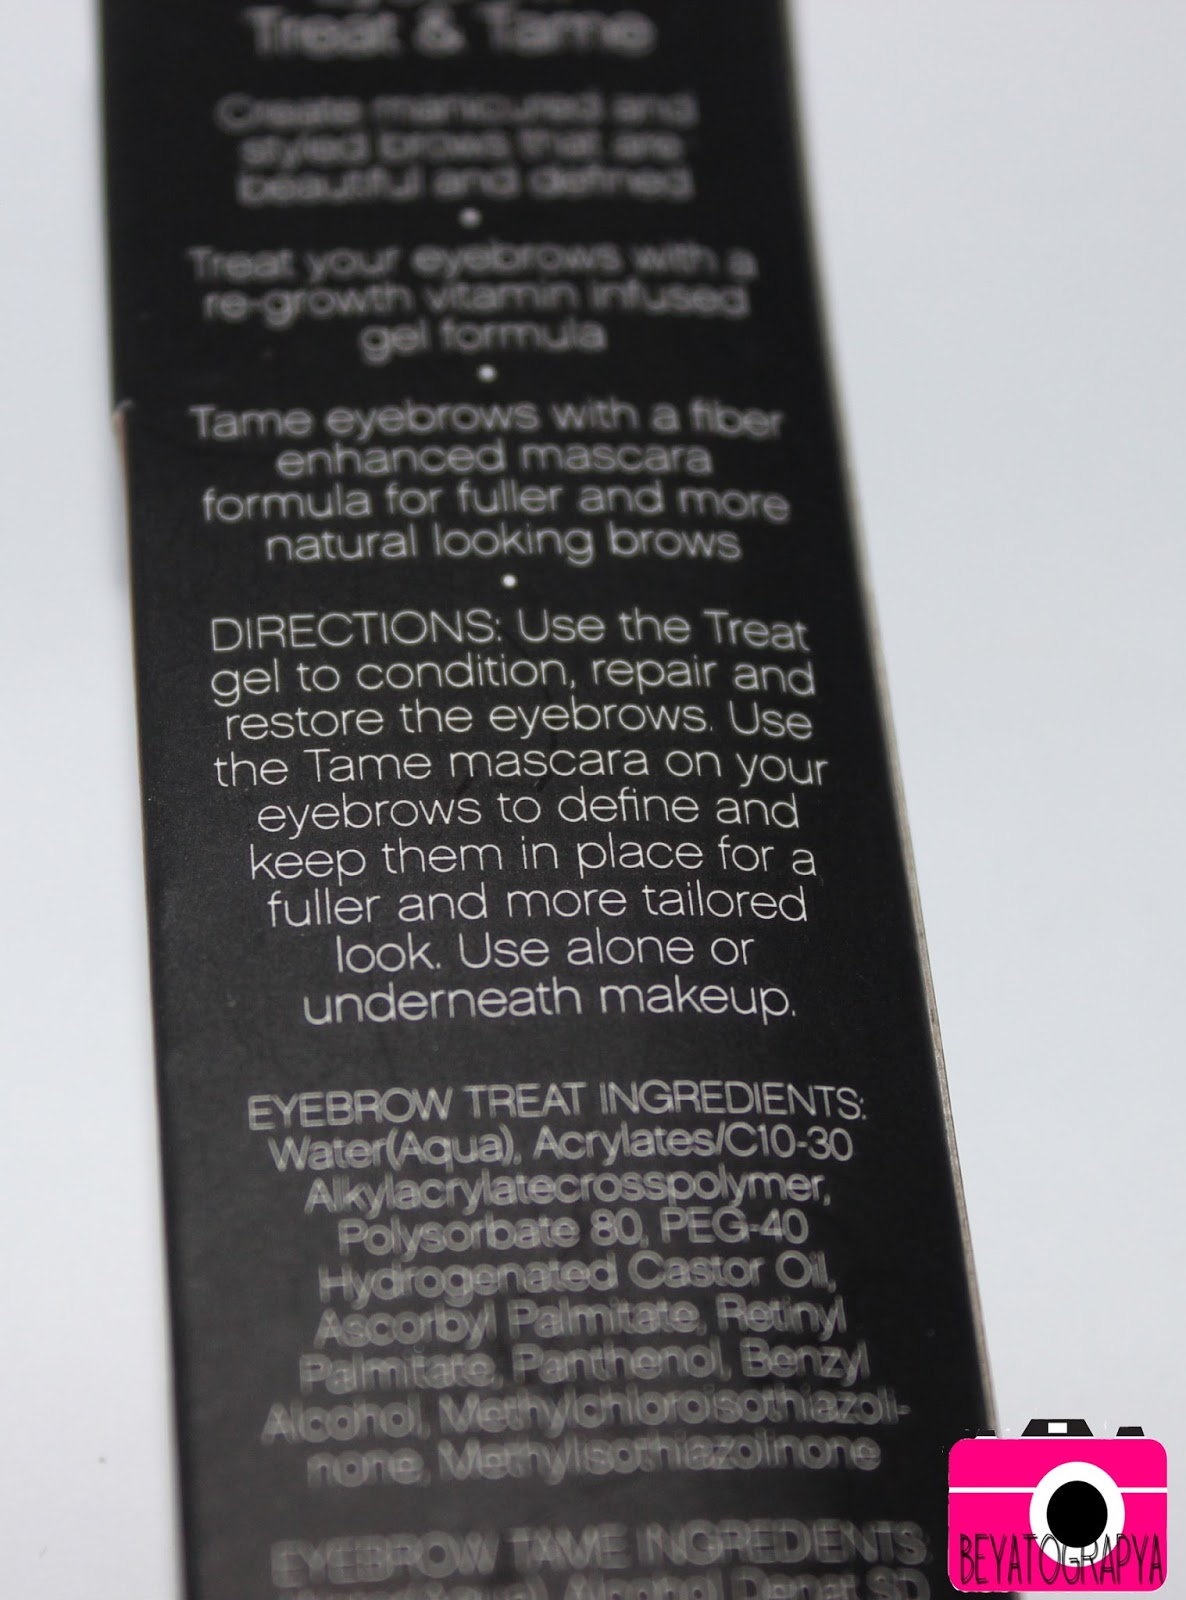 Treat & Tame
Create manicured and
styled brows that are
beautiful and defined
•
Treat your eyebrows with a
re-growth vitamin infused
gel formula
•
Tame eyebrows with a fiber
enhanced mascara
formula for fuller and more
natural looking brows
•
DIRECTIONS: Use the Treat
gel to condition, repair and
restore the eyebrows. Use
the Tame mascara on your
eyebrows to define and
keep them in place for a
fuller and more tailored
look. Use alone or
underneath makeup.
EYEBROW TREAT INGREDIENTS:
Water(Aqua), Acrylates/C10-30
Alkylacrylatecrosspolymer,
Polysorbate 80, PEG-40
Hydrogenated Castor Oil,
Ascorbyl Palmitate, Retinyl
Palmitate, Panthenol, Benzyl
Alcohol, Methylchloroisothiazoli-
none, Methylisothiazolinone
EYEBROW TAME INGREDIENTS
Alcohol Denat SD
BEYATOGRAPYA